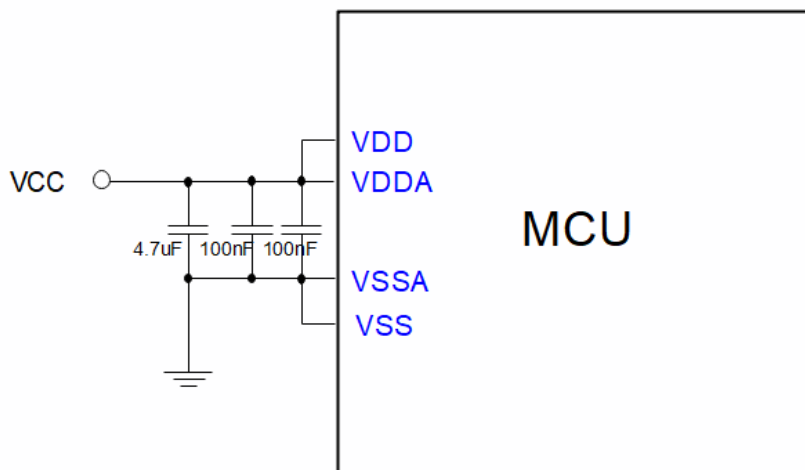 VDD
VCC
VDDA
MCU
4.7uF 100nF 100nF
VSSA
VSS